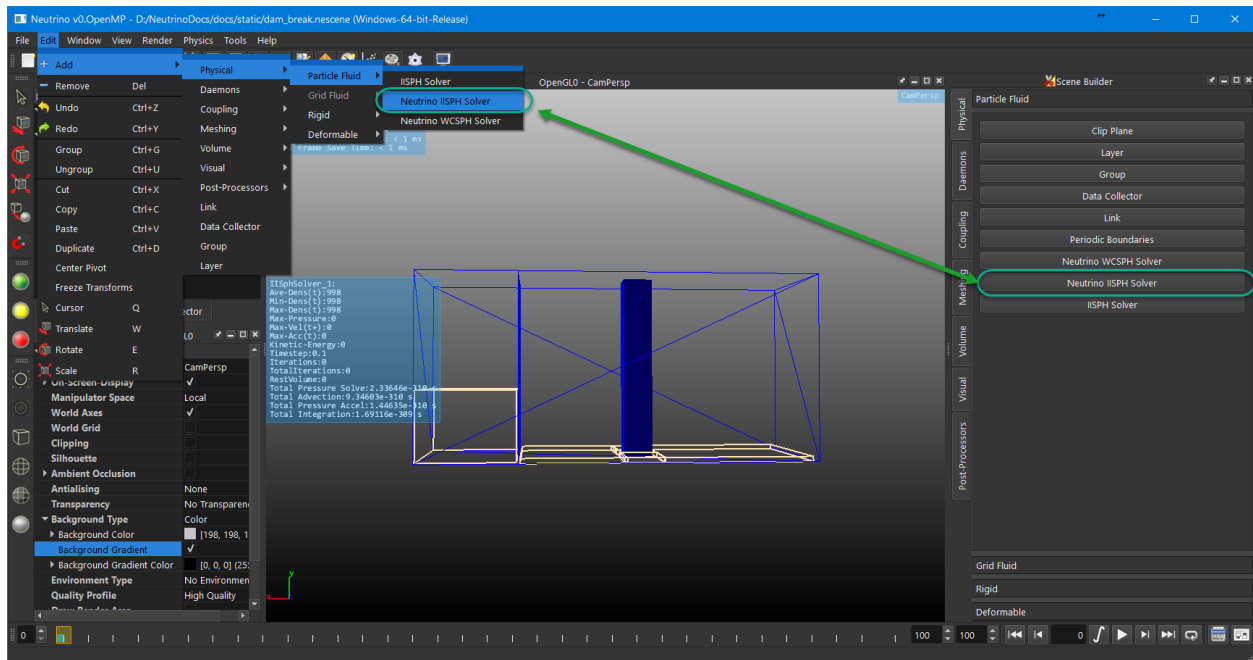 Neutrino v0.OpenMP - D:/NeutrinoDocs/docs/static/dam_break.nescene (Windows-64-bit-Release)
File Edit Window View Render Physics Tools Help
Add
Remove Del
Undo Ctrl+Z
Redo Ctrl+Y
Group Ctrl+G
Ungroup Ctrl+U
Cut Ctrl+X
Copy Ctrl+C
Paste Ctrl+V
Duplicate Ctrl+D
Center Pivot
Freeze Transforms
Cursor Q
Translate W
Rotate E
Scale R
Physical
Daemons
Coupling
Meshing
Volume
Visual
Post-Processors
Link
Data Collector
Group
Layer
Particle Fluid
Grid Fluid
Rigid
Deformable
IISPH Solver
Neutrino IISPH Solver
Neutrino WCSPH Solver
OpenGL0 - CamPersp
CamPersp
< 1 ms
Frame Save Time: < 1 ms
IISphSolver_1:
Ave-Dens(t):998
Min-Dens(t):998
Max-Dens(t):998
Max-Pressure:0
Max-Vel(t+):0
Max-Acc(t):0
Kinetic-Energy:0
Timestep:0.1
Iterations:0
TotalIterations:0
RestVolume:0
Total Pressure Solve:2.33646e-310 s
Total Advection:9.34603e-310 s
Total Pressure Accel:1.44635e-310 s
Total Integration:1.69116e-309 s
CamPersp
On-Screen-Display
Manipulator Space Local
World Axes
World Grid
Clipping
Silhouette
Ambient Occlusion
Antialising None
Transparency No Transparen
Background Type Color
Background Color [198, 198, 1
Background Gradient
Background Gradient Color [0, 0, 0] (25
Environment Type No Environmen
Quality Profile High Quality
y
x
Scene Builder
Particle Fluid
Physical
Daemons
Coupling
Meshing
Volume
Visual
Post-Processors
Clip Plane
Layer
Group
Data Collector
Link
Periodic Boundaries
Neutrino WCSPH Solver
Neutrino IISPH Solver
IISPH Solver
Grid Fluid
Rigid
Deformable
0 100 100 0